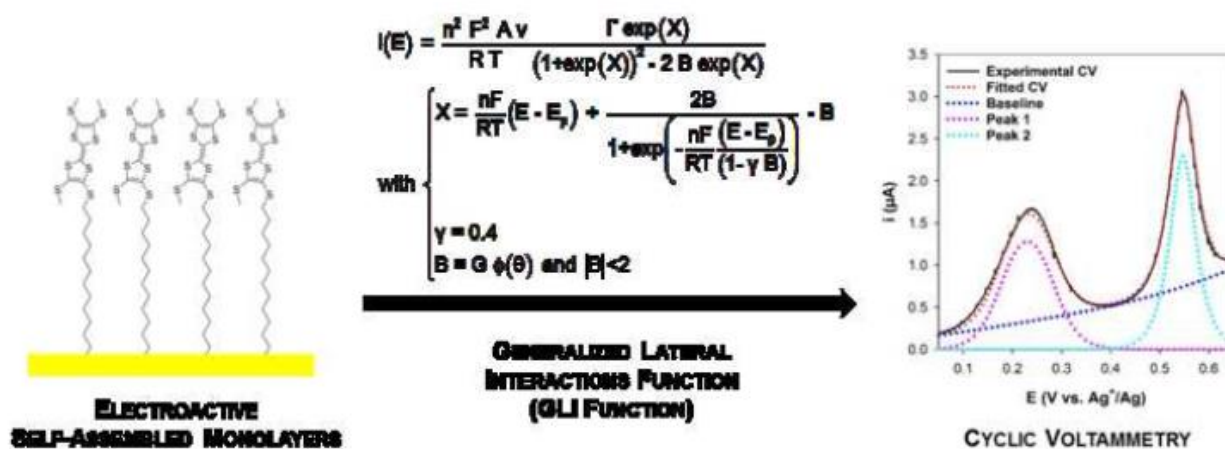 I(E) = n² F² A v / R T · Γ exp(X) / (1+exp(X))² - 2 B exp(X)
with
X = nF/RT (E - Eₚ) + 2B / 1+exp(-nF/RT (E - Eₚ)/(1- γ B)) - B
γ = 0.4
B = G ϕ(θ) and |B|<2
GENERALIZED LATERAL
INTERACTIONS FUNCTION
(GLI FUNCTION)
S S S S S S S S
S S S S S S S S
S S S S S S S S
S S S S S S S S
ELECTROACTIVE
SELF-ASSEMBLED MONOLAYERS
Experimental CV
Fitted CV
Baseline
Peak 1
Peak 2
3.5
3.0
2.5
2.0
1.5
1.0
0.5
0.0
i (µA)
0.1 0.2 0.3 0.4 0.5 0.6
E (V vs. Ag⁺/Ag)
CYCLIC VOLTAMMETRY